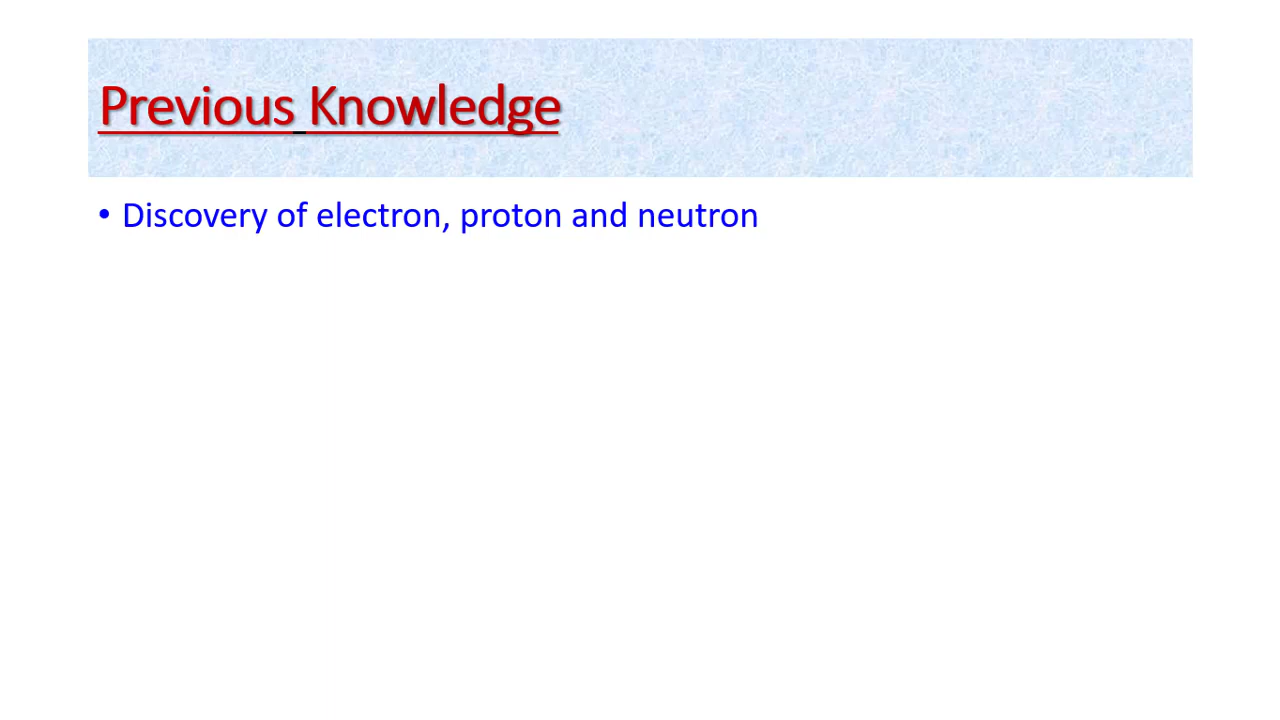 Previous Knowledge
• Discovery of electron, proton and neutron